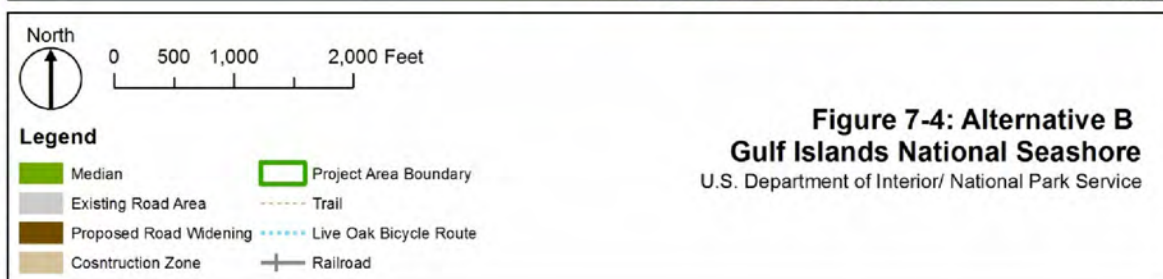 North
0 500 1,000 2,000 Feet
Legend
Median
Existing Road Area
Proposed Road Widening
Cosntruction Zone
Project Area Boundary
Trail
Live Oak Bicycle Route
Railroad
Figure 7-4: Alternative B
Gulf Islands National Seashore
U.S. Department of Interior/ National Park Service